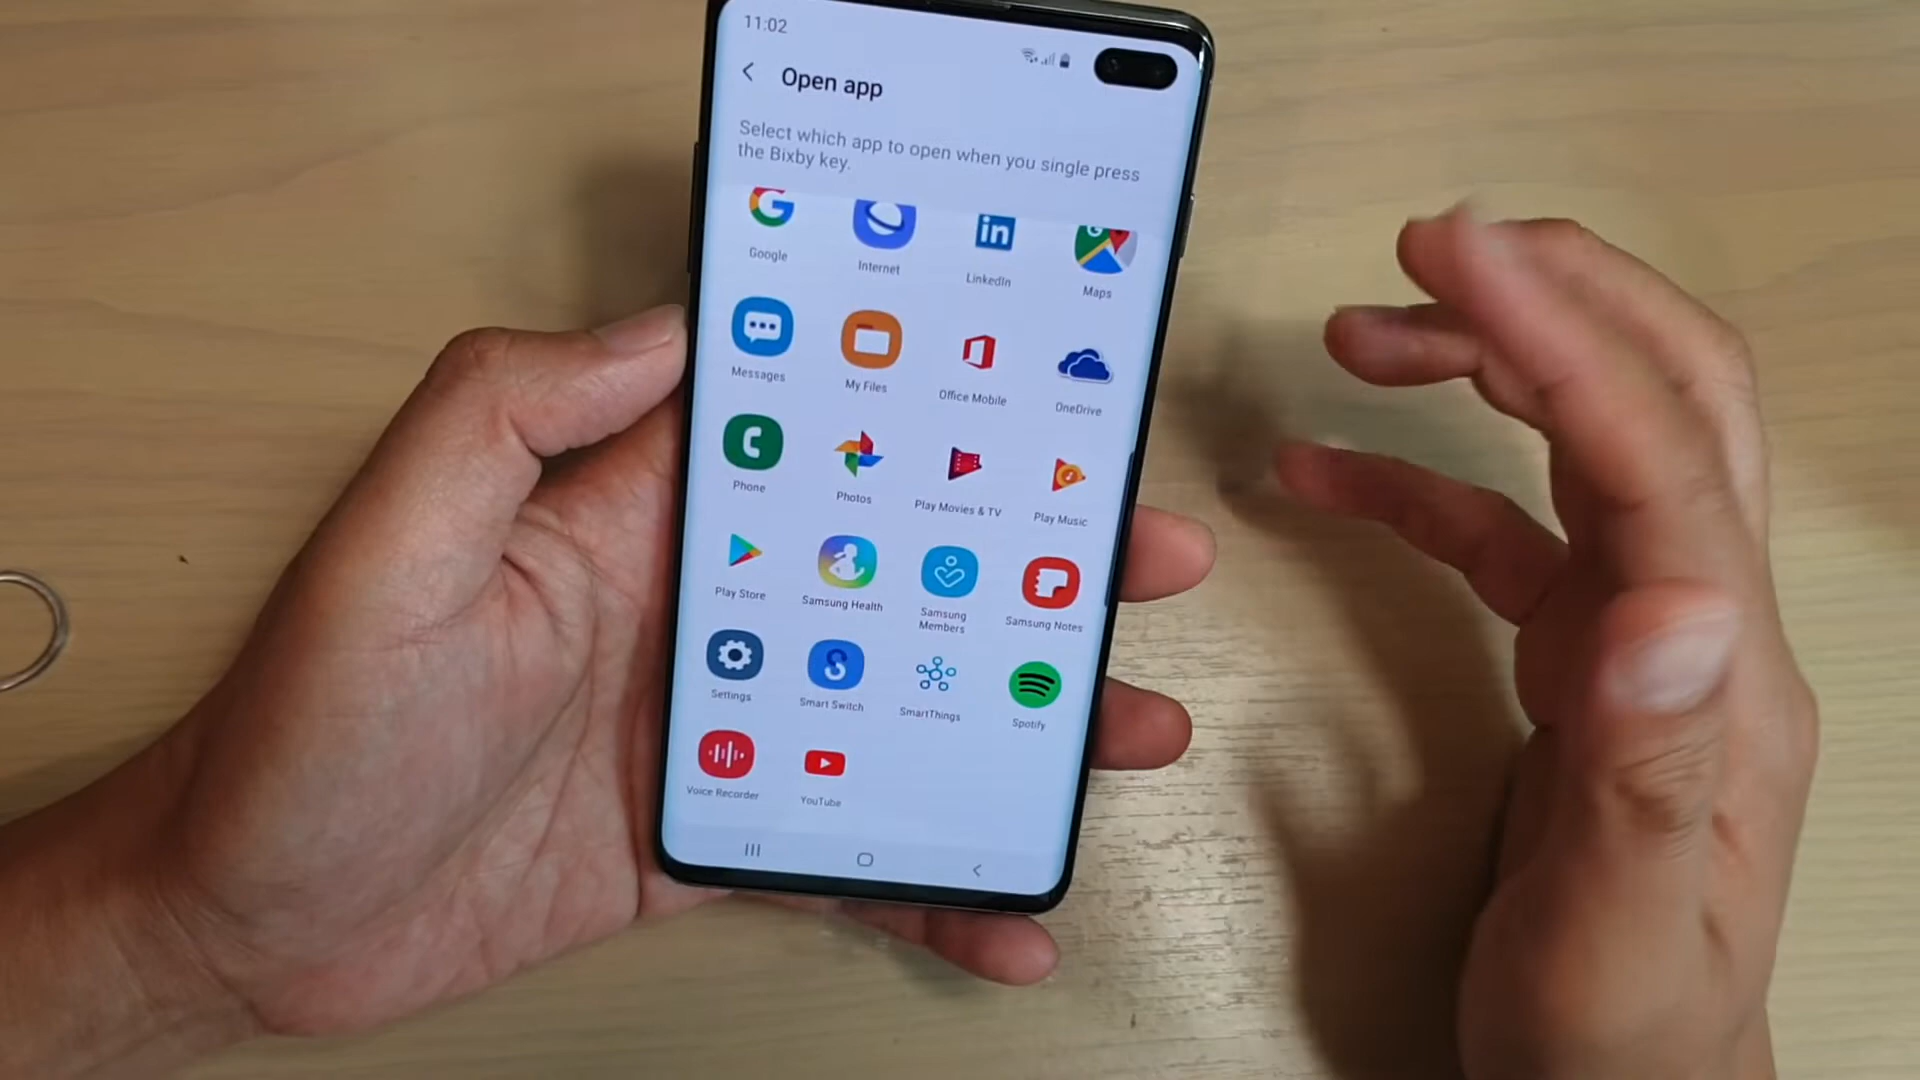 11:02
Open app
Select which app to open when you single press
the Bixby key.
Google
Internet
LinkedIn
Maps
Messages
My Files
Office Mobile
OneDrive
Phone
Photos
Play Movies & TV
Play Music
Play Store
Samsung Health
Samsung
Members
Samsung Notes
Settings
Smart Switch
SmartThings
Spotify
Voice Recorder
YouTube